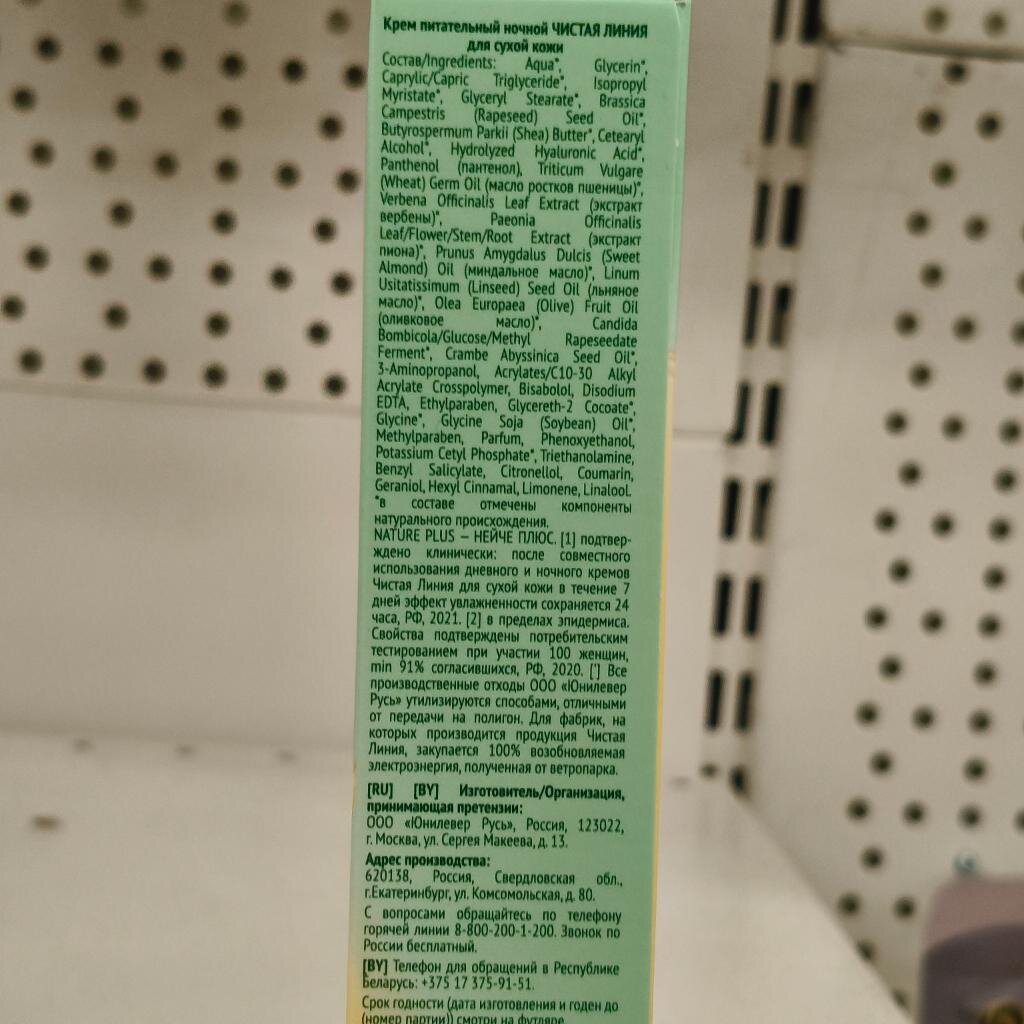 Крем питательный ночной ЧИСТАЯ ЛИНИЯ
для сухой кожи
Состав/Ingredients: Aqua*, Glycerin*,
Caprylic/Capric Triglyceride*, Isopropyl
Myristate*, Glyceryl Stearate*, Brassica
Campestris (Rapeseed) Seed Oil*,
Butyrospermum Parkii (Shea) Butter*, Cetearyl
Alcohol*, Hydrolyzed Hyaluronic Acid*,
Panthenol (пантенол), Triticum Vulgare
(Wheat) Germ Oil (масло ростков пшеницы)*,
Verbena Officinalis Leaf Extract (экстракт
вербены)*, Paeonia Officinalis
Leaf/Flower/Stem/Root Extract (экстракт
пиона)*, Prunus Amygdalus Dulcis (Sweet
Almond) Oil (миндальное масло)*, Linum
Usitatissimum (Linseed) Seed Oil (льняное
масло)*, Olea Europaea (Olive) Fruit Oil
(оливковое масло)*, Candida
Bombicola/Glucose/Methyl Rapeseedate
Ferment*, Crambe Abyssinica Seed Oil*,
3-Aminopropanol, Acrylates/C10-30 Alkyl
Acrylate Crosspolymer, Bisabolol, Disodium
EDTA, Ethylparaben, Glycereth-2 Cocoate*,
Glycine*, Glycine Soja (Soybean) Oil*,
Methylparaben, Parfum, Phenoxyethanol,
Potassium Cetyl Phosphate*, Triethanolamine,
Benzyl Salicylate, Citronellol, Coumarin,
Geraniol, Hexyl Cinnamal, Limonene, Linalool.
*в составе отмечены компоненты
натурального происхождения.
NATURE PLUS – НЕЙЧЕ ПЛЮС. [1] подтвер-
ждено клинически: после совместного
использования дневного и ночного кремов
Чистая Линия для сухой кожи в течение 7
дней эффект увлажненности сохраняется 24
часа, РФ, 2021. [2] в пределах эпидермиса.
Свойства подтверждены потребительским
тестированием при участии 100 женщин,
min 91% согласившихся, РФ, 2020. [*] Все
производственные отходы ООО «Юнилевер
Русь» утилизируются способами, отличными
от передачи на полигон. Для фабрик, на
которых производится продукция Чистая
Линия, закупается 100% возобновляемая
электроэнергия, полученная от ветропарка.
[RU] [BY] Изготовитель/Организация,
принимающая претензии:
ООО «Юнилевер Русь», Россия, 123022,
г. Москва, ул. Сергея Макеева, д. 13.
Адрес производства:
620138, Россия, Свердловская обл.,
г.Екатеринбург, ул. Комсомольская, д. 80.
С вопросами обращайтесь по телефону
горячей линии 8-800-200-1-200. Звонок по
России бесплатный.
[BY] Телефон для обращений в Республике
Беларусь: +375 17 375-91-51.
Срок годности (дата изготовления и годен до
(номер партии)) смотри на футляре